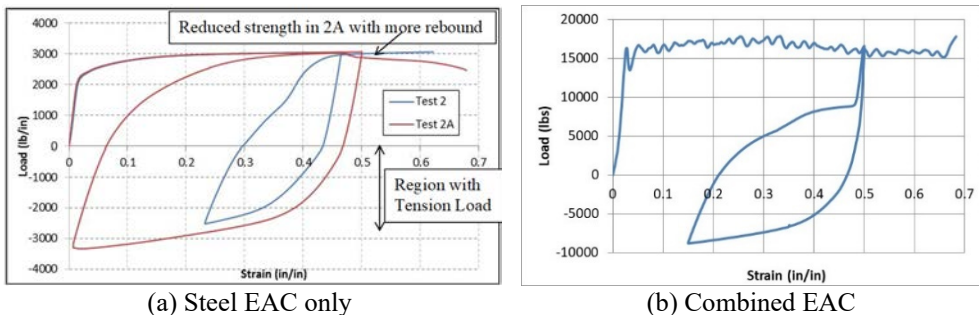 4000
3000
2000
1000
0
-1000
-2000
-3000
-4000
Load (lb/in)
Reduced strength in 2A with more rebound
Test 2
Test 2A
0 0.1 0.2 0.3 0.4 0.5 0.6 0.7
Region with
Tension Load
Strain (in/in)
(a) Steel EAC only
20000
15000
10000
5000
0
-5000
-10000
Load (lbs)
0 0.1 0.2 0.3 0.4 0.5 0.6 0.7
Strain (in/in)
(b) Combined EAC